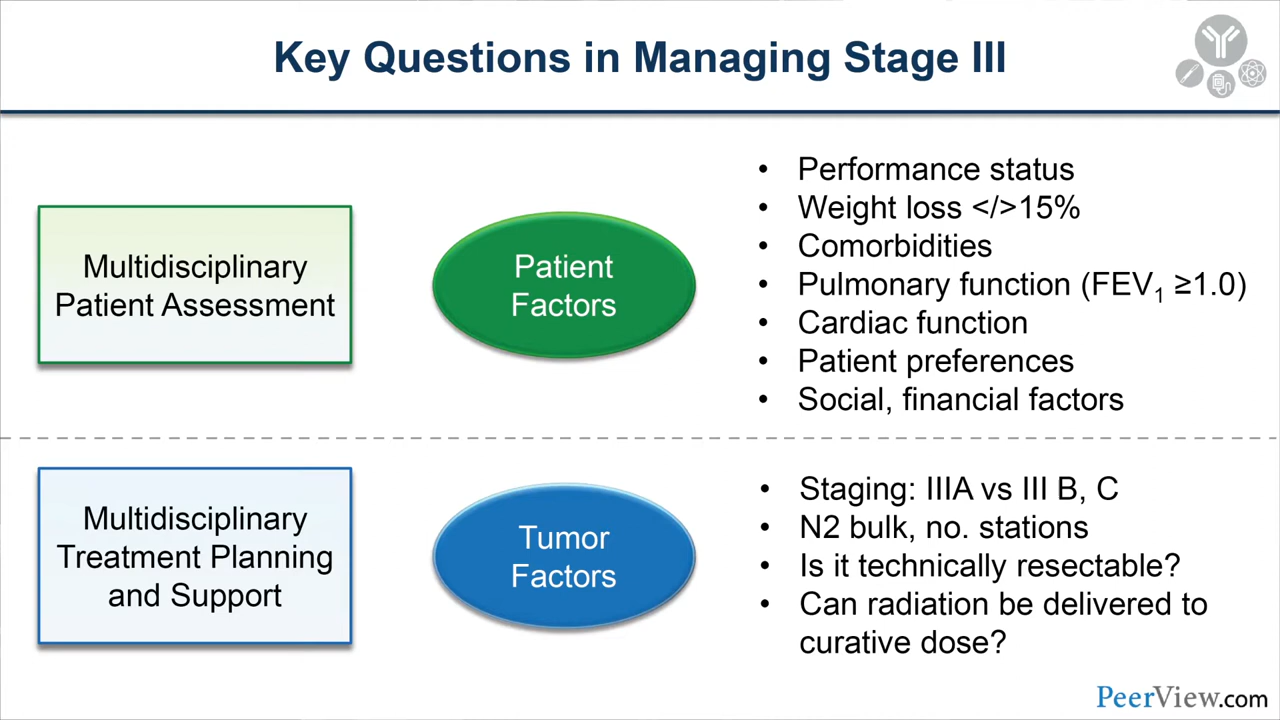 Key Questions in Managing Stage III
Multidisciplinary
Patient Assessment
Patient
Factors
• Performance status
• Weight loss </>15%
• Comorbidities
• Pulmonary function (FEV₁ ≥1.0)
• Cardiac function
• Patient preferences
• Social, financial factors
Multidisciplinary
Treatment Planning
and Support
Tumor
Factors
• Staging: IIIA vs III B, C
• N2 bulk, no. stations
• Is it technically resectable?
• Can radiation be delivered to
curative dose?
PeerView.com